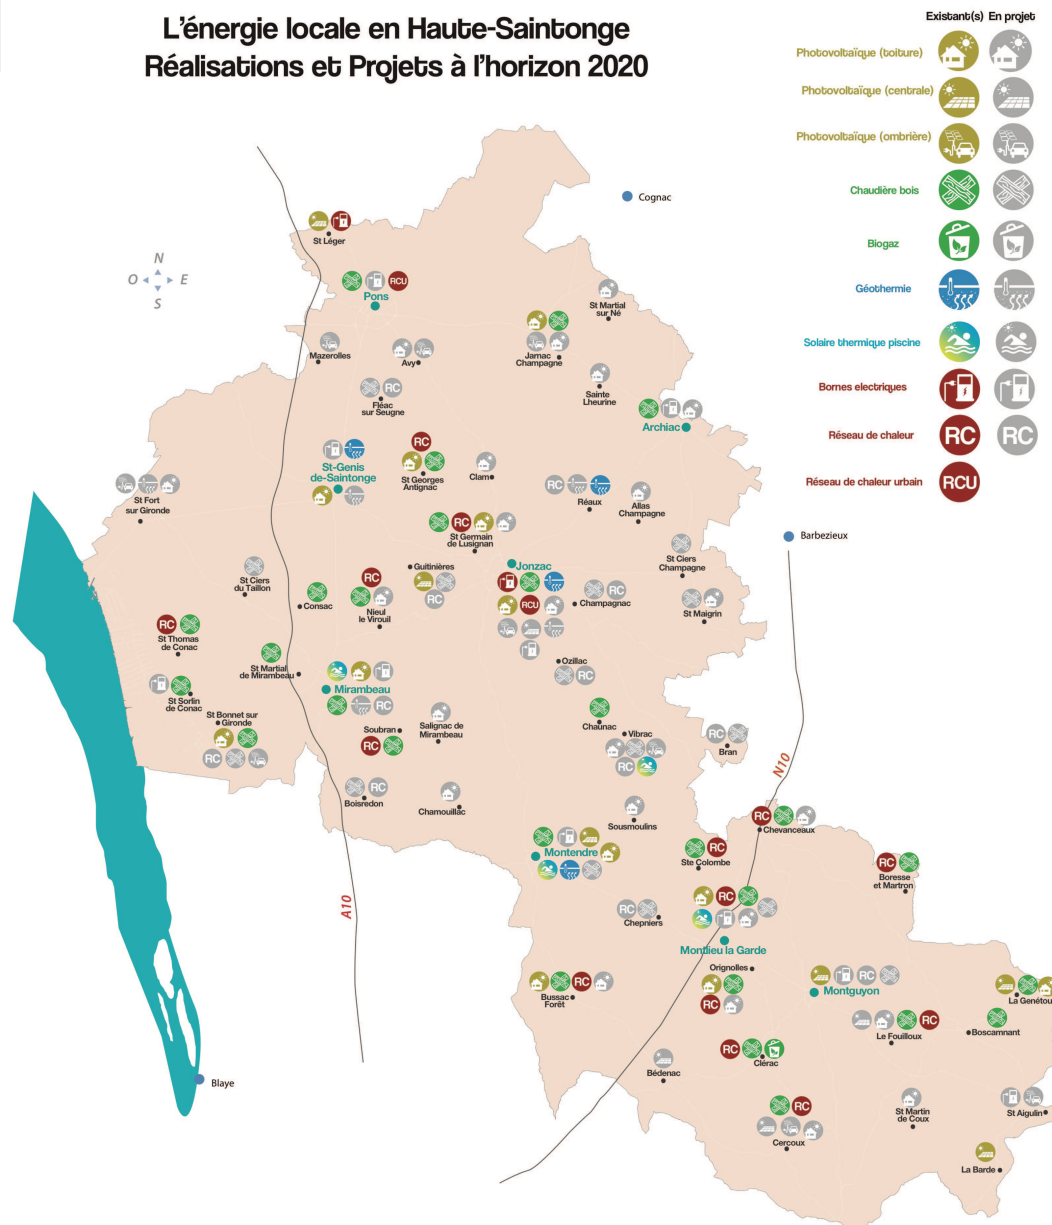 L'énergie locale en Haute-Saintonge
Réalisations et Projets à l'horizon 2020
Existant(s) En projet
Photovoltaïque (toiture)
Photovoltaïque (centrale)
Photovoltaïque (ombrière)
Chaudière bois
Biogaz
Géothermie
Solaire thermique piscine
Bornes electriques
Réseau de chaleur
RC RC
Réseau de chaleur urbain
RCU
N
O E
S
Cognac
St Léger
RCU
Pons
St Martial
sur Né
Mazerolles
Avy
Jarnac
Champagne
RC
Fléac
sur Seugne
Sainte
Lheurine
Archiac
St-Genis
de-Saintonge
RC
St Georges
Antignac
Clam
St Fort
sur Gironde
RC
Réaux
Allas
Champagne
RC
St Germain
de Lusignan
Barbezieux
St Ciers
Champagne
Guitinières
RC
Jonzac
RCU
St Ciers
du Taillon
Consac
RC
Nieul
le Virouil
RC
Champagnac
RC
St Maigrin
RC
St Thomas
de Conac
St Martial
de Mirambeau
Ozillac
RC
Mirambeau
RC
St Sorlin
de Conac
St Bonnet sur
Gironde
RC
Soubran
RC
Salignac de
Mirambeau
Chaunac
Vibrac
RC
RC
Bran
N10
RC
Boisredon
Chamouillac
Sousmoulins
RC
Chevanceaux
Montendre
RC
Ste Colombe
RC
Boresse
et Martron
A10
RC
Chepniers
RC
Montlieu la Garde
Orignolles
RC
RC
Bussac
Forêt
RC
Montguyon
La Genétou
RC
Le Fouilloux
Boscamnant
RC
Clérac
Bédenac
Blaye
RC
Cercoux
St Martin
de Coux
St Aigulin
La Barde